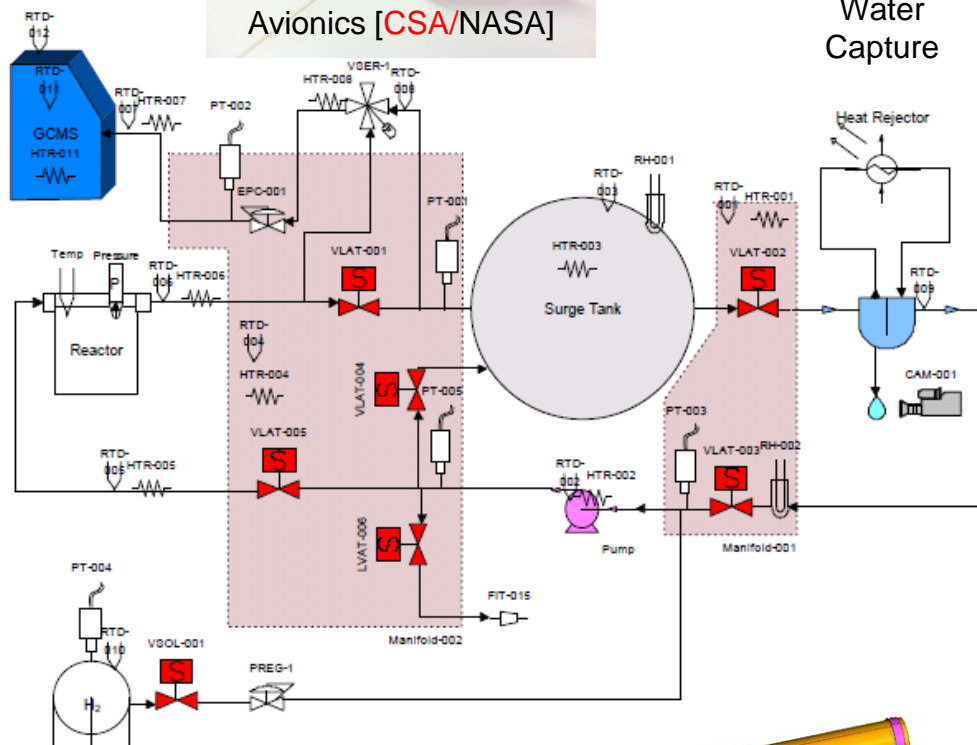 Avionics [CSA/NASA]
Water
Capture
RTD-
012
RTD-
011
GCMS
HTR-011
RTD-
007
HTR-007
PT-002
HTR-008
VSER-1
RTD-
008
EPC-001
PT-001
RTD-
003
RH-001
RTD-
001
HTR-001
Heat Rejector
Temp
Pressure
P
RTD-
006
HTR-006
VLAT-001
S
HTR-003
Surge Tank
VLAT-002
S
RTD-
009
Reactor
RTD-
004
HTR-004
VLAT-004
S
PT-005
CAM-001
VLAT-005
S
PT-003
VLAT-003
S
RH-002
RTD-
005
HTR-005
RTD-
002
HTR-002
Pump
Manifold-001
LVAT-006
S
FIT-015
Manifold-002
PT-004
RTD-
010
VSOL-001
S
PREG-1
H₂